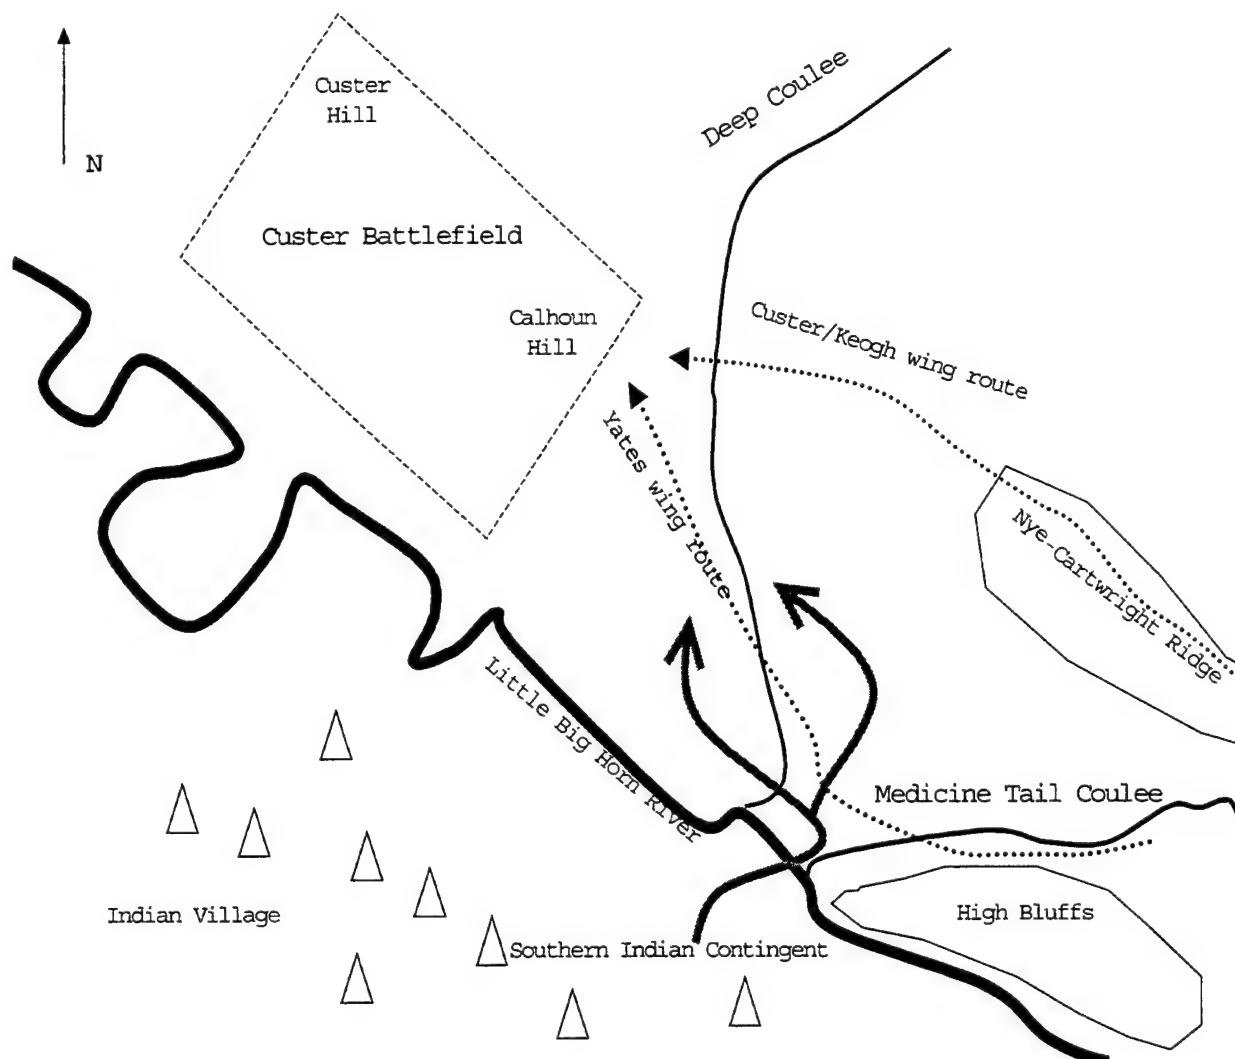 Custer
Hill
Deep Coulee
N
Custer Battlefield
Calhoun
Hill
Custer/Keogh wing route
Yates wing route
Nye-Cartwright Ridge
Little Big Horn River
Medicine Tail Coulee
Indian Village
High Bluffs
Southern Indian Contingent